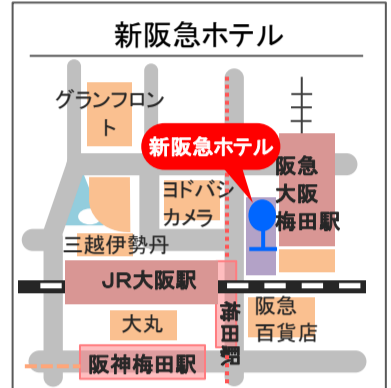 新阪急ホテル
グランフロン
ト
新阪急ホテル
阪急
大阪
梅田駅
ヨドバシ
カメラ
三越伊勢丹
JR大阪駅
梅田駅
大丸
阪急
百貨店
阪神梅田駅